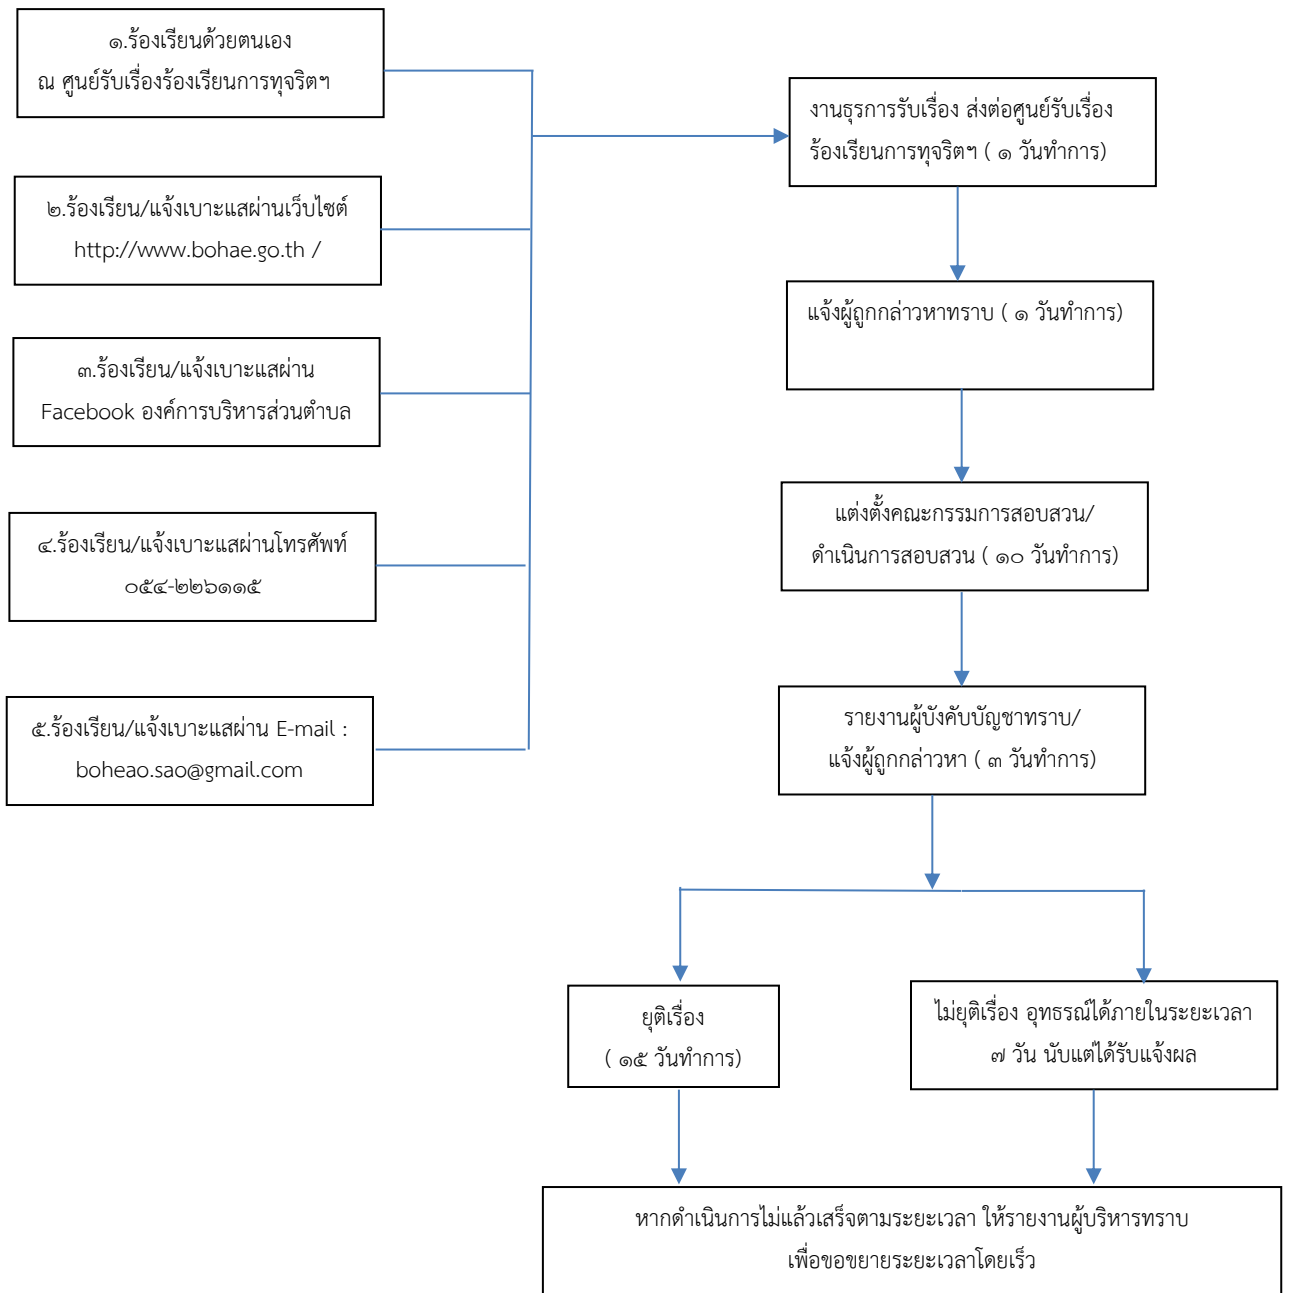 ๑.ร้องเรียนด้วยตนเอง
ณ ศูนย์รับเรื่องร้องเรียนการทุจริตฯ
๒.ร้องเรียน/แจ้งเบาะแสผ่านเว็บไซต์
http://www.bohae.go.th /
๓.ร้องเรียน/แจ้งเบาะแสผ่าน
Facebook องค์การบริหารส่วนตำบล
๔.ร้องเรียน/แจ้งเบาะแสผ่านโทรศัพท์
๐๕๔-๒๒๖๑๑๕
๕.ร้องเรียน/แจ้งเบาะแสผ่าน E-mail :
boheao.sao@gmail.com
งานธุรการรับเรื่อง ส่งต่อศูนย์รับเรื่อง
ร้องเรียนการทุจริตฯ ( ๑ วันทำการ)
แจ้งผู้ถูกกล่าวหาทราบ ( ๑ วันทำการ)
แต่งตั้งคณะกรรมการสอบสวน/
ดำเนินการสอบสวน ( ๑๐ วันทำการ)
รายงานผู้บังคับบัญชาทราบ/
แจ้งผู้ถูกกล่าวหา ( ๓ วันทำการ)
ยุติเรื่อง
( ๑๕ วันทำการ)
ไม่ยุติเรื่อง อุทธรณ์ได้ภายในระยะเวลา
๗ วัน นับแต่ได้รับแจ้งผล
หากดำเนินการไม่แล้วเสร็จตามระยะเวลา ให้รายงานผู้บริหารทราบ
เพื่อขอขยายระยะเวลาโดยเร็ว